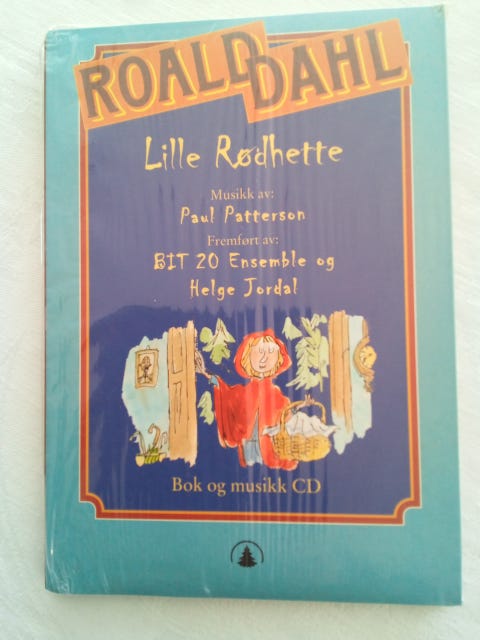 ROALD DAHL
Lille Rødhette
Musikk av:
Paul Patterson
Fremført av:
BIT 20 Ensemble og
Helge Jordal
Bok og musikk CD